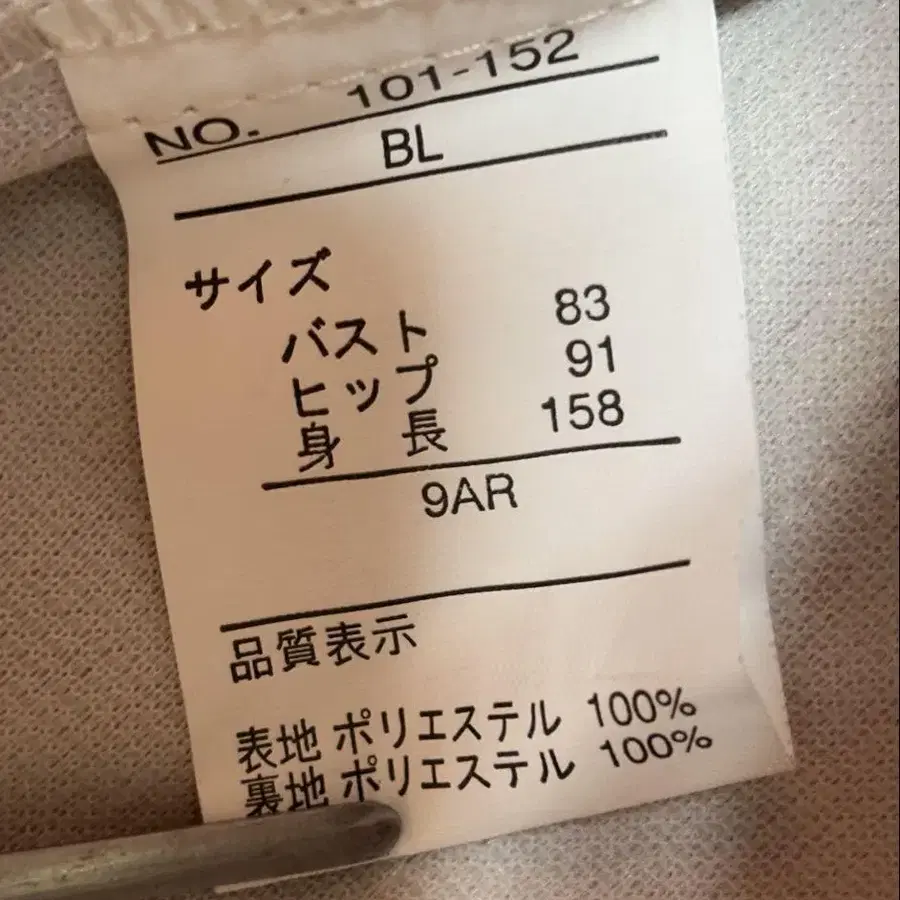 NO. 101-152
BL
サイズ
バスト 83
ヒップ 91
身 長 158
9AR
品質表示
表地 ポリエステル 100%
裏地 ポリエステル 100%